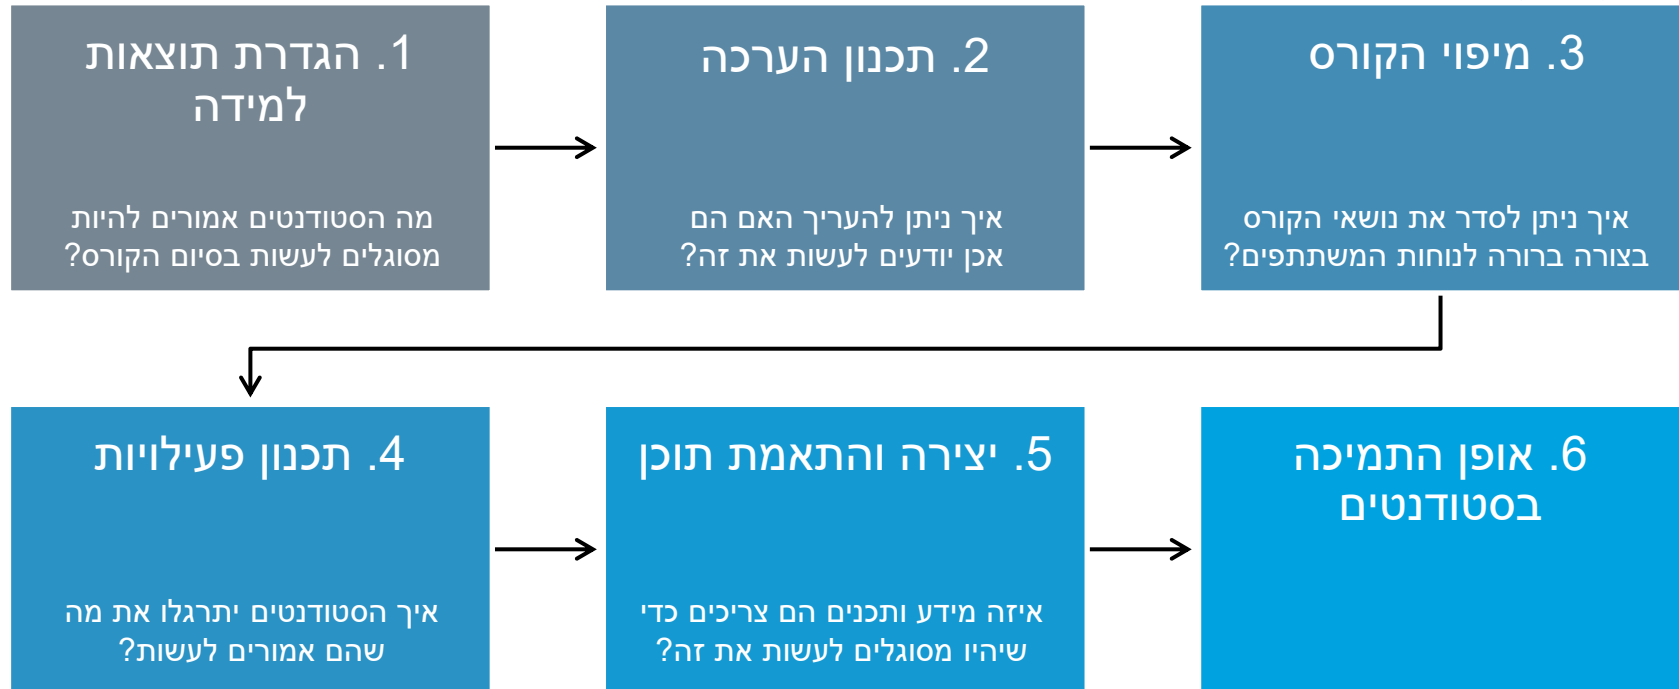 1. הגדרת תוצאות
למידה
מה הסטודנטים אמורים להיות
מסוגלים לעשות בסיום הקורס?
2. תכנון הערכה
איך ניתן להעריך האם הם
אכן יודעים לעשות את זה?
3. מיפוי הקורס
איך ניתן לסדר את נושאי הקורס
בצורה ברורה לנוחות המשתתפים?
4. תכנון פעילויות
איך הסטודנטים יתרגלו את מה
שהם אמורים לעשות?
5. יצירה והתאמת תוכן
איזה מידע ותכנים הם צריכים כדי
שיהיו מסוגלים לעשות את זה?
6. אופן התמיכה
בסטודנטים